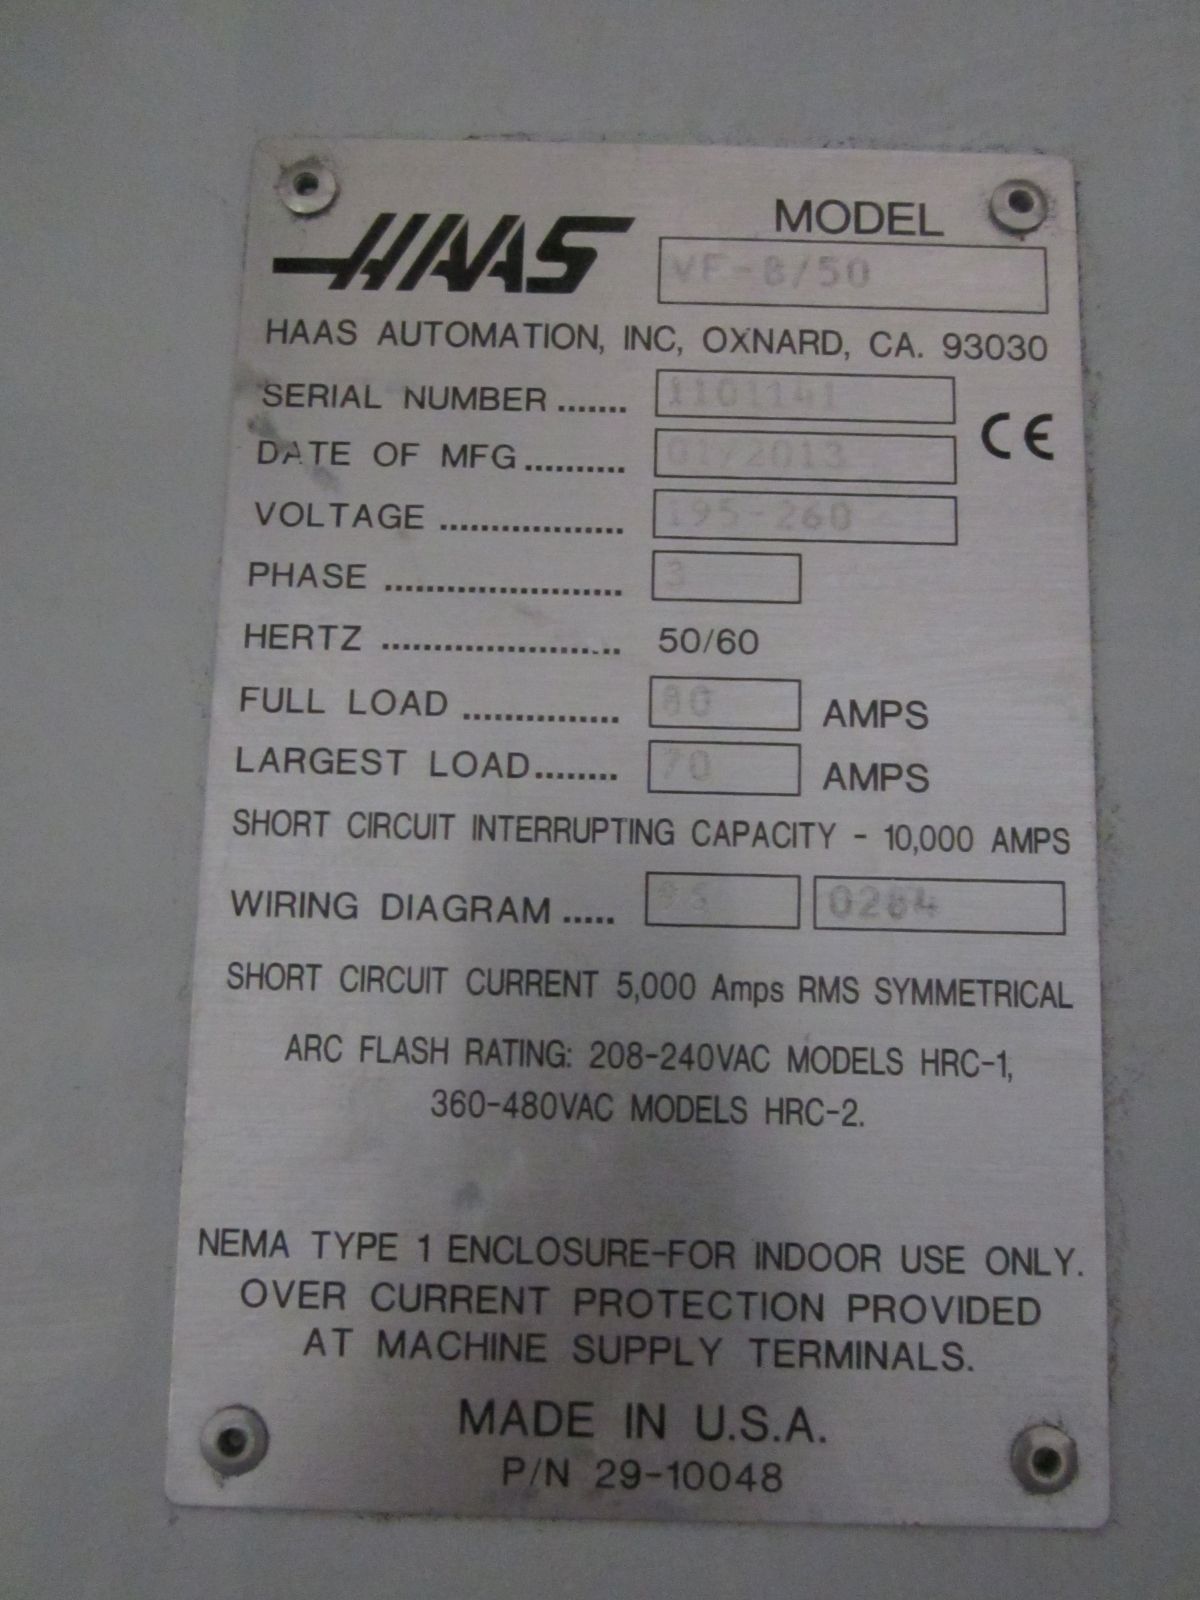 HAAS
MODEL
VF-8/50
HAAS AUTOMATION, INC, OXNARD, CA. 93030
SERIAL NUMBER ....... 1101141
CE
DATE OF MFG .......... 01/2013
VOLTAGE .................. 195-260
PHASE ....................... 3
HERTZ ....................... 50/60
FULL LOAD ............... 80 AMPS
LARGEST LOAD........ 70 AMPS
SHORT CIRCUIT INTERRUPTING CAPACITY - 10,000 AMPS
WIRING DIAGRAM .....
SHORT CIRCUIT CURRENT 5,000 Amps RMS SYMMETRICAL
ARC FLASH RATING: 208-240VAC MODELS HRC-1,
360-480VAC MODELS HRC-2.
NEMA TYPE 1 ENCLOSURE-FOR INDOOR USE ONLY.
OVER CURRENT PROTECTION PROVIDED
AT MACHINE SUPPLY TERMINALS.
MADE IN U.S.A.
P/N 29-10048